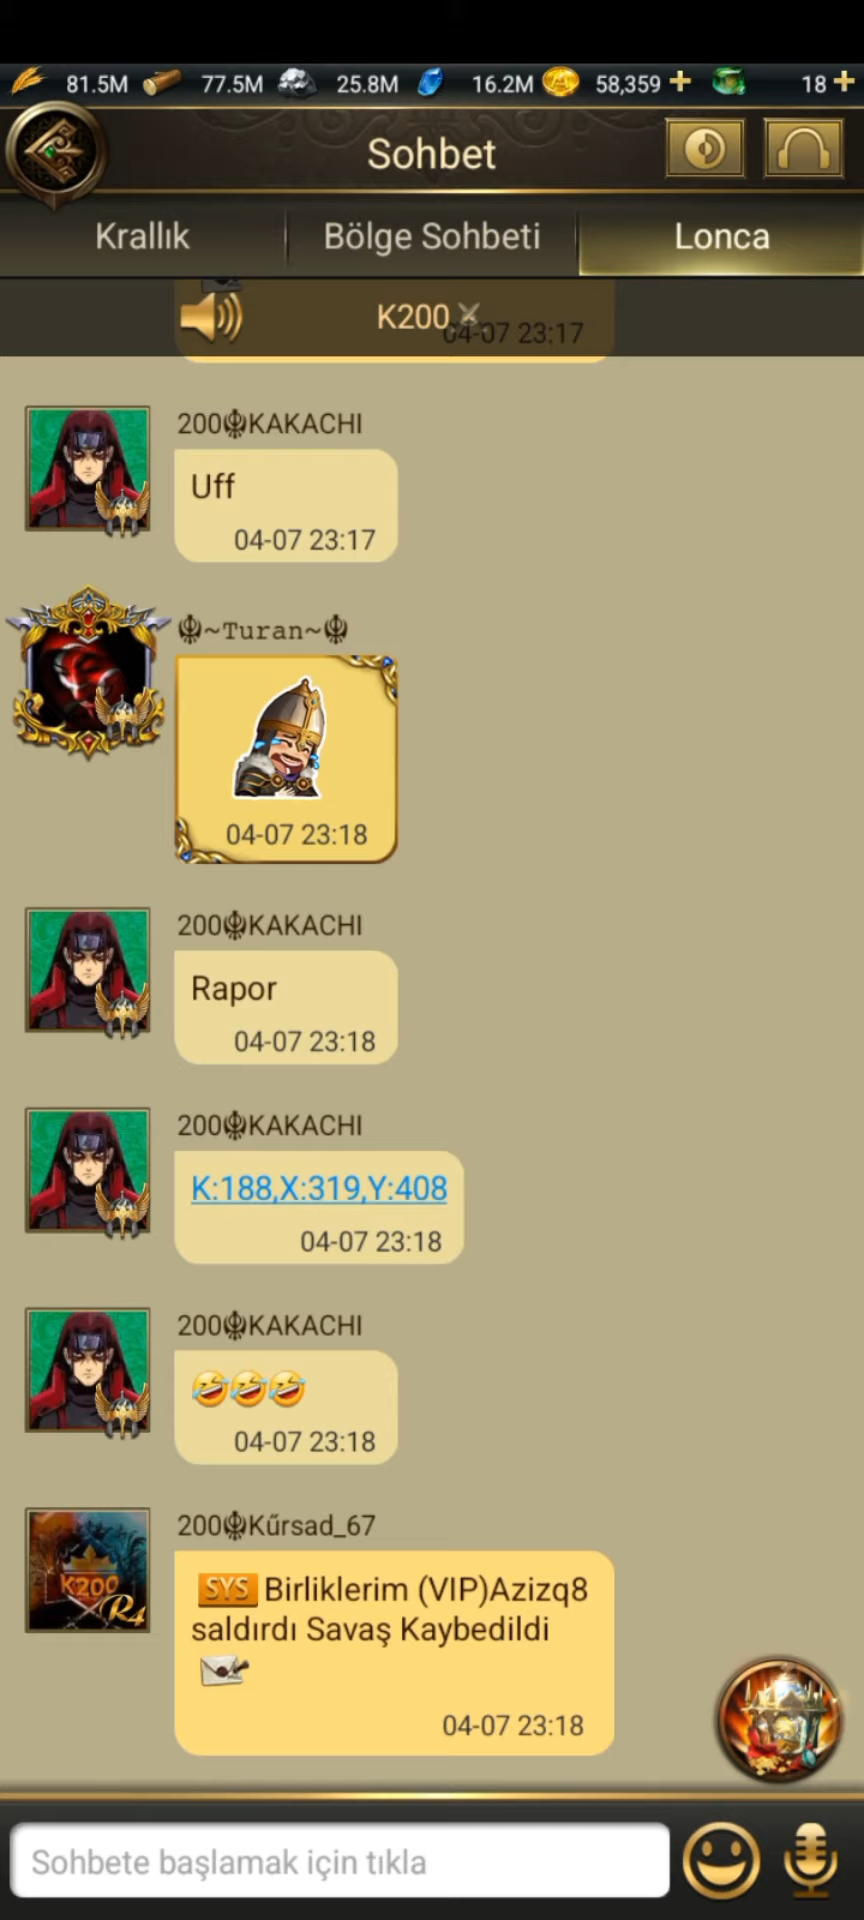 81.5M 77.5M 25.8M 16.2M 58,359 18
Sohbet
Krallık Bölge Sohbeti Lonca
K200
04-07 23:17
200☬KAKACHI
Uff
04-07 23:17
☬~Turan~☬
04-07 23:18
200☬KAKACHI
Rapor
04-07 23:18
200☬KAKACHI
K:188,X:319,Y:408
04-07 23:18
200☬KAKACHI
🤣🤣🤣
04-07 23:18
K200
R4
200☬Kűrsad_67
SYS Birliklerim (VIP)Azizq8
saldırdı Savaş Kaybedildi
04-07 23:18
Sohbete başlamak için tıkla